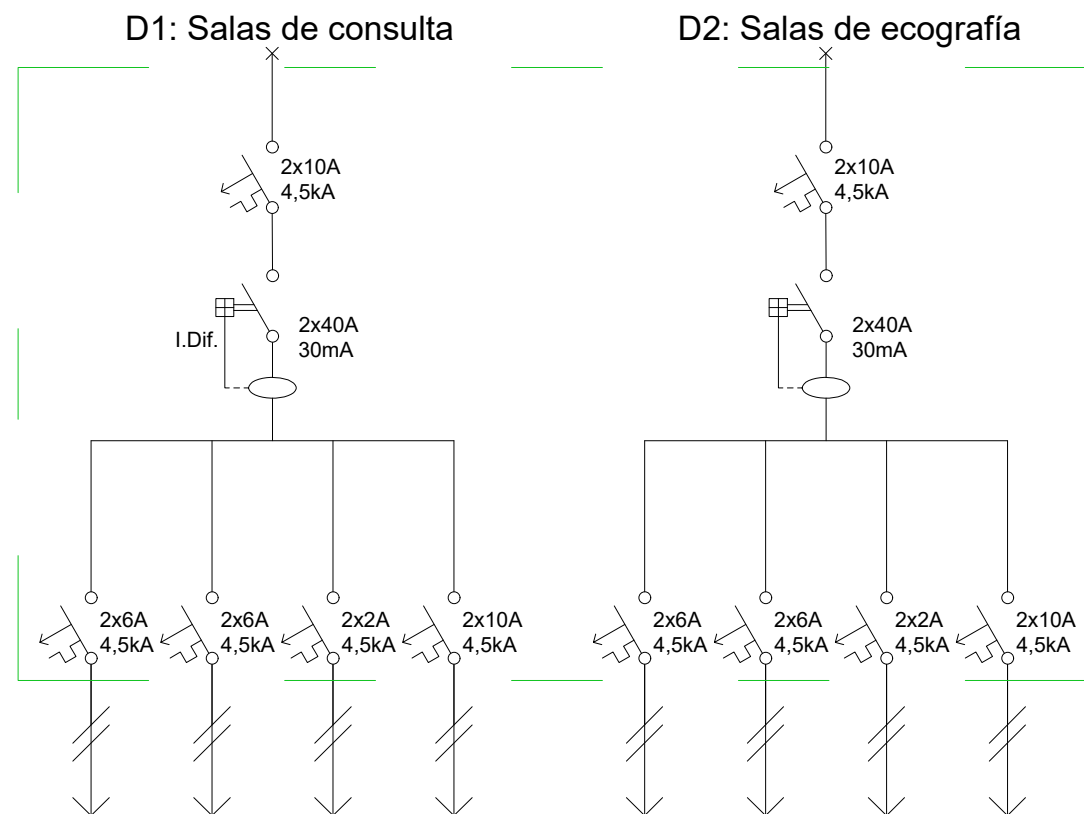 D1: Salas de consulta
D2: Salas de ecografía
2x10A
4,5kA
2x10A
4,5kA
I.Dif.
2x40A
30mA
2x40A
30mA
2x6A
4,5kA
2x6A
4,5kA
2x2A
4,5kA
2x10A
4,5kA
2x6A
4,5kA
2x6A
4,5kA
2x2A
4,5kA
2x10A
4,5kA